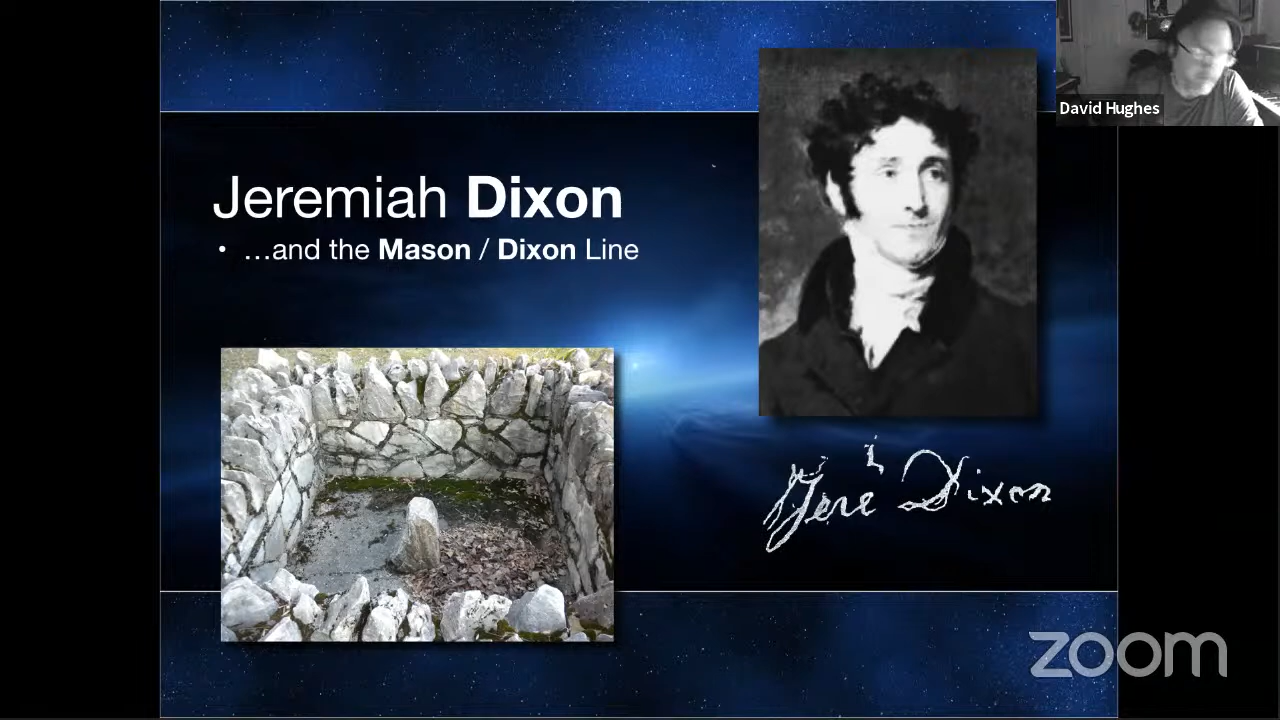 Jeremiah Dixon
• …and the Mason / Dixon Line
Jere i Dixon
David Hughes
zoom